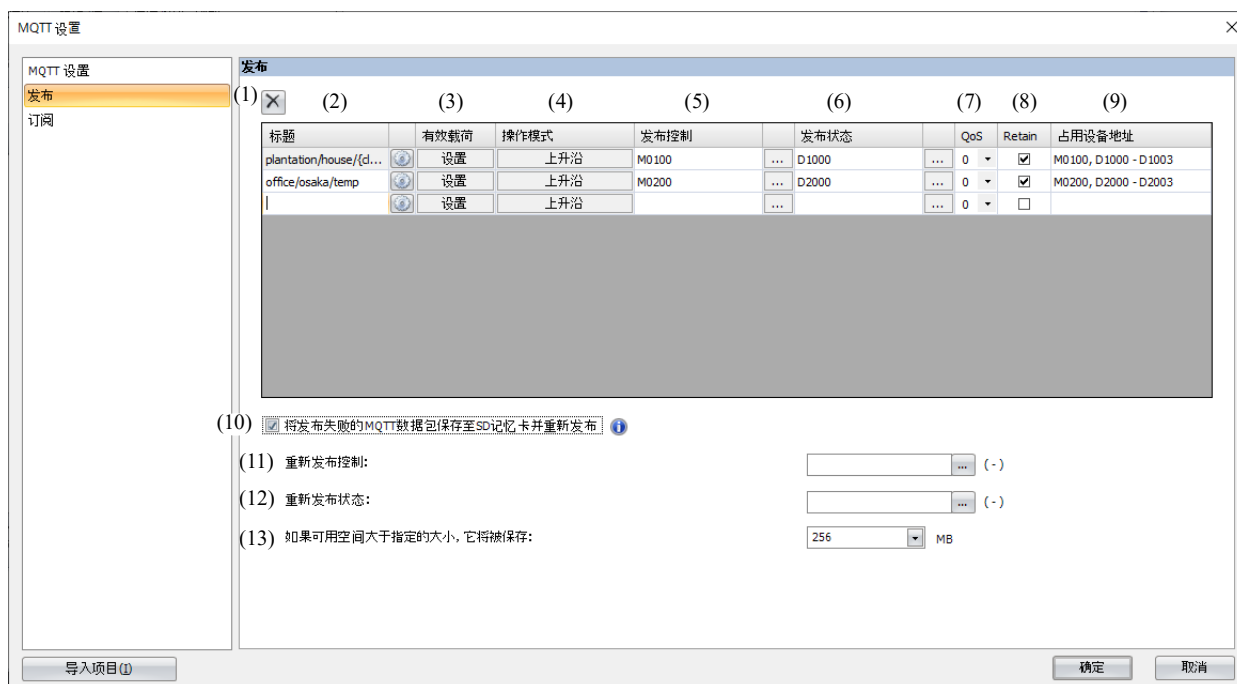 MQTT 设置
MQTT 设置
发布
订阅
发布
(1) (2) (3) (4) (5) (6) (7) (8) (9)
标题 有效载荷 操作模式 发布控制 发布状态 QoS Retain 占用设备地址
plantation/house/{cl... 设置 上升沿 M0100 ... D1000 ... 0 M0100, D1000 - D1003
office/osaka/temp 设置 上升沿 M0200 ... D2000 ... 0 M0200, D2000 - D2003
设置 上升沿 ... ... 0
(10) 将发布失败的MQTT数据包保存至SD记忆卡并重新发布
(11) 重新发布控制: ... (-)
(12) 重新发布状态: ... (-)
(13) 如果可用空间大于指定的大小，它将被保存: 256 MB
导入项目(I) 确定 取消